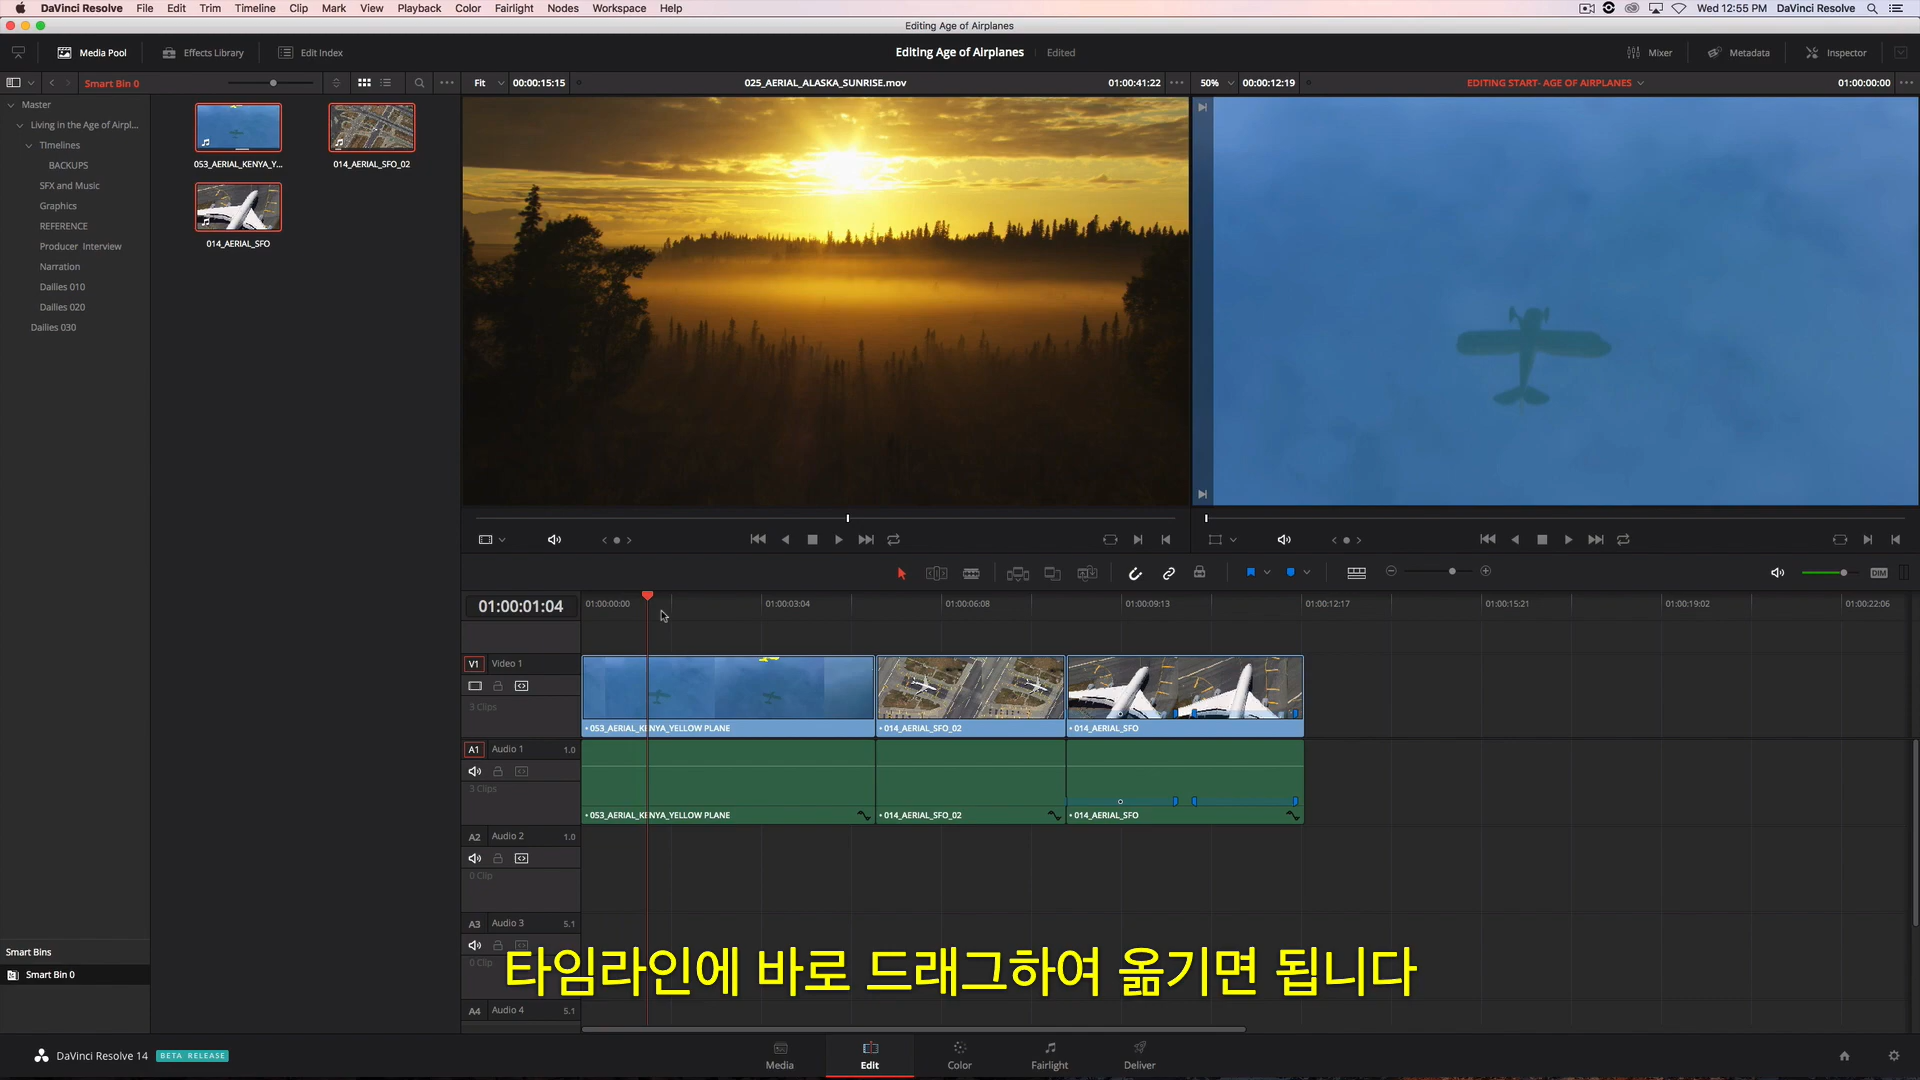 DaVinci Resolve File Edit Trim Timeline Clip Mark View Playback Color Fairlight Nodes Workspace Help
Wed 12:55 PM DaVinci Resolve
Editing Age of Airplanes
Media Pool Effects Library Edit Index
Editing Age of Airplanes Edited
Mixer Metadata Inspector
Smart Bin 0
Fit 00:00:15:15 025_AERIAL_ALASKA_SUNRISE.mov 01:00:41:22
50% 00:00:12:19 EDITING START- AGE OF AIRPLANES 01:00:00:00
Master
Living in the Age of Airpl...
Timelines
BACKUPS
SFX and Music
Graphics
REFERENCE
Producer Interview
Narration
Dailies 010
Dailies 020
Dailies 030
053_AERIAL_KENYA_Y...
014_AERIAL_SFO_02
014_AERIAL_SFO
DIM
01:00:01:04
01:00:00:00 01:00:03:04 01:00:06:08 01:00:09:13 01:00:12:17 01:00:15:21 01:00:19:02 01:00:22:06
V1 Video 1
3 Clips
053_AERIAL_KENYA_YELLOW PLANE
014_AERIAL_SFO_02
014_AERIAL_SFO
A1 Audio 1 1.0
3 Clips
053_AERIAL_KENYA_YELLOW PLANE
014_AERIAL_SFO_02
014_AERIAL_SFO
A2 Audio 2 1.0
0 Clip
A3 Audio 3 5.1
0 Clip
A4 Audio 4 5.1
타임라인에 바로 드래그하여 옮기면 됩니다
Smart Bins
Smart Bin 0
DaVinci Resolve 14 BETA RELEASE
Media Edit Color Fairlight Deliver